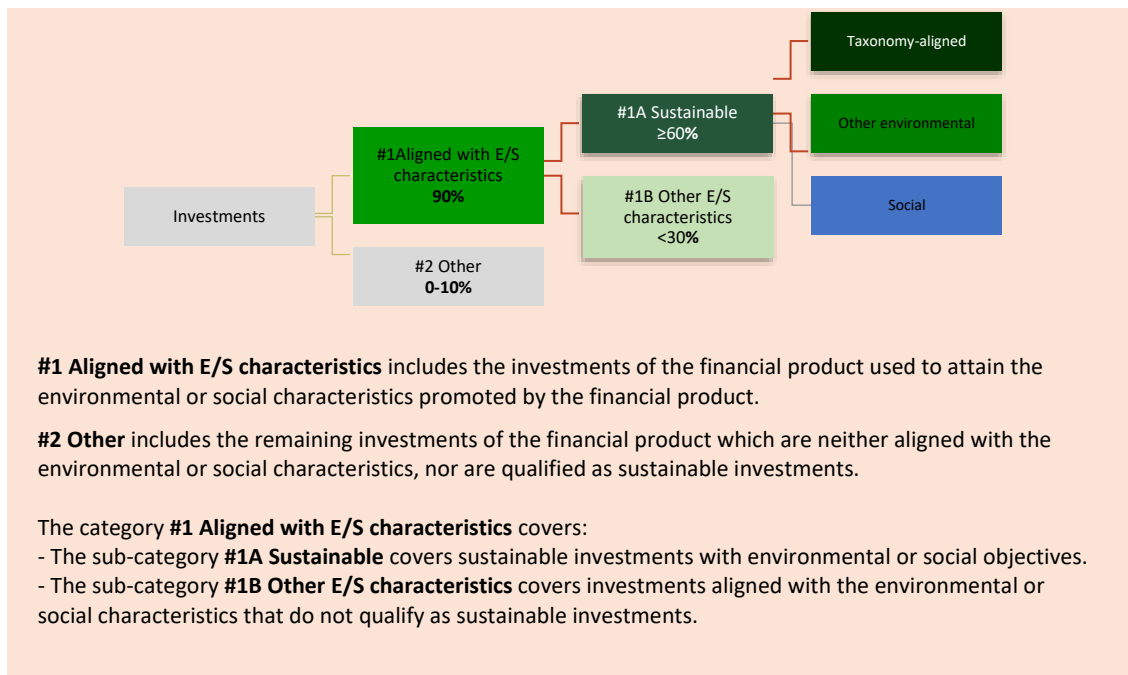 Taxonomy-aligned
#1A Sustainable
≥60%
Other environmental
#1Aligned with E/S
characteristics
90%
#1B Other E/S
characteristics
<30%
Investments
Social
#2 Other
0-10%
#1 Aligned with E/S characteristics includes the investments of the financial product used to attain the
environmental or social characteristics promoted by the financial product.
#2 Other includes the remaining investments of the financial product which are neither aligned with the
environmental or social characteristics, nor are qualified as sustainable investments.
The category #1 Aligned with E/S characteristics covers:
- The sub-category #1A Sustainable covers sustainable investments with environmental or social objectives.
- The sub-category #1B Other E/S characteristics covers investments aligned with the environmental or
social characteristics that do not qualify as sustainable investments.